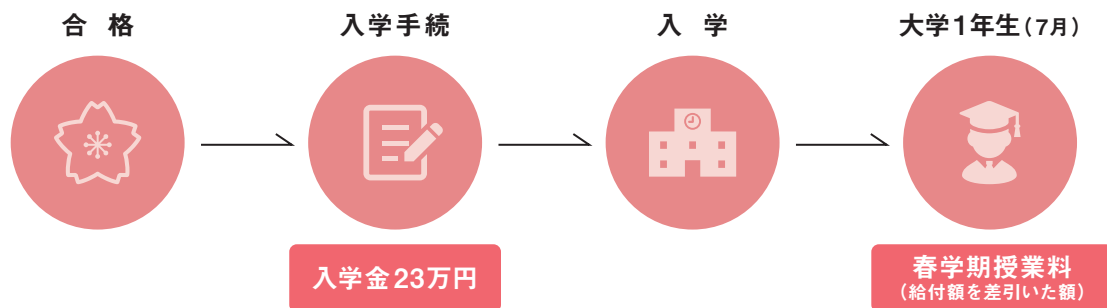 合格
入学手続
入学
大学1年生(7月)
入学金23万円
春学期授業料
(給付額を差引いた額)